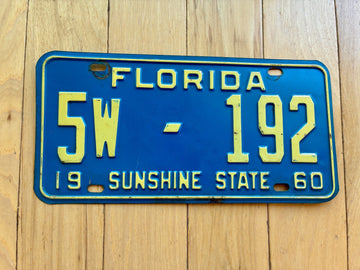 FLORIDA
5W - 192
19 SUNSHINE STATE 60